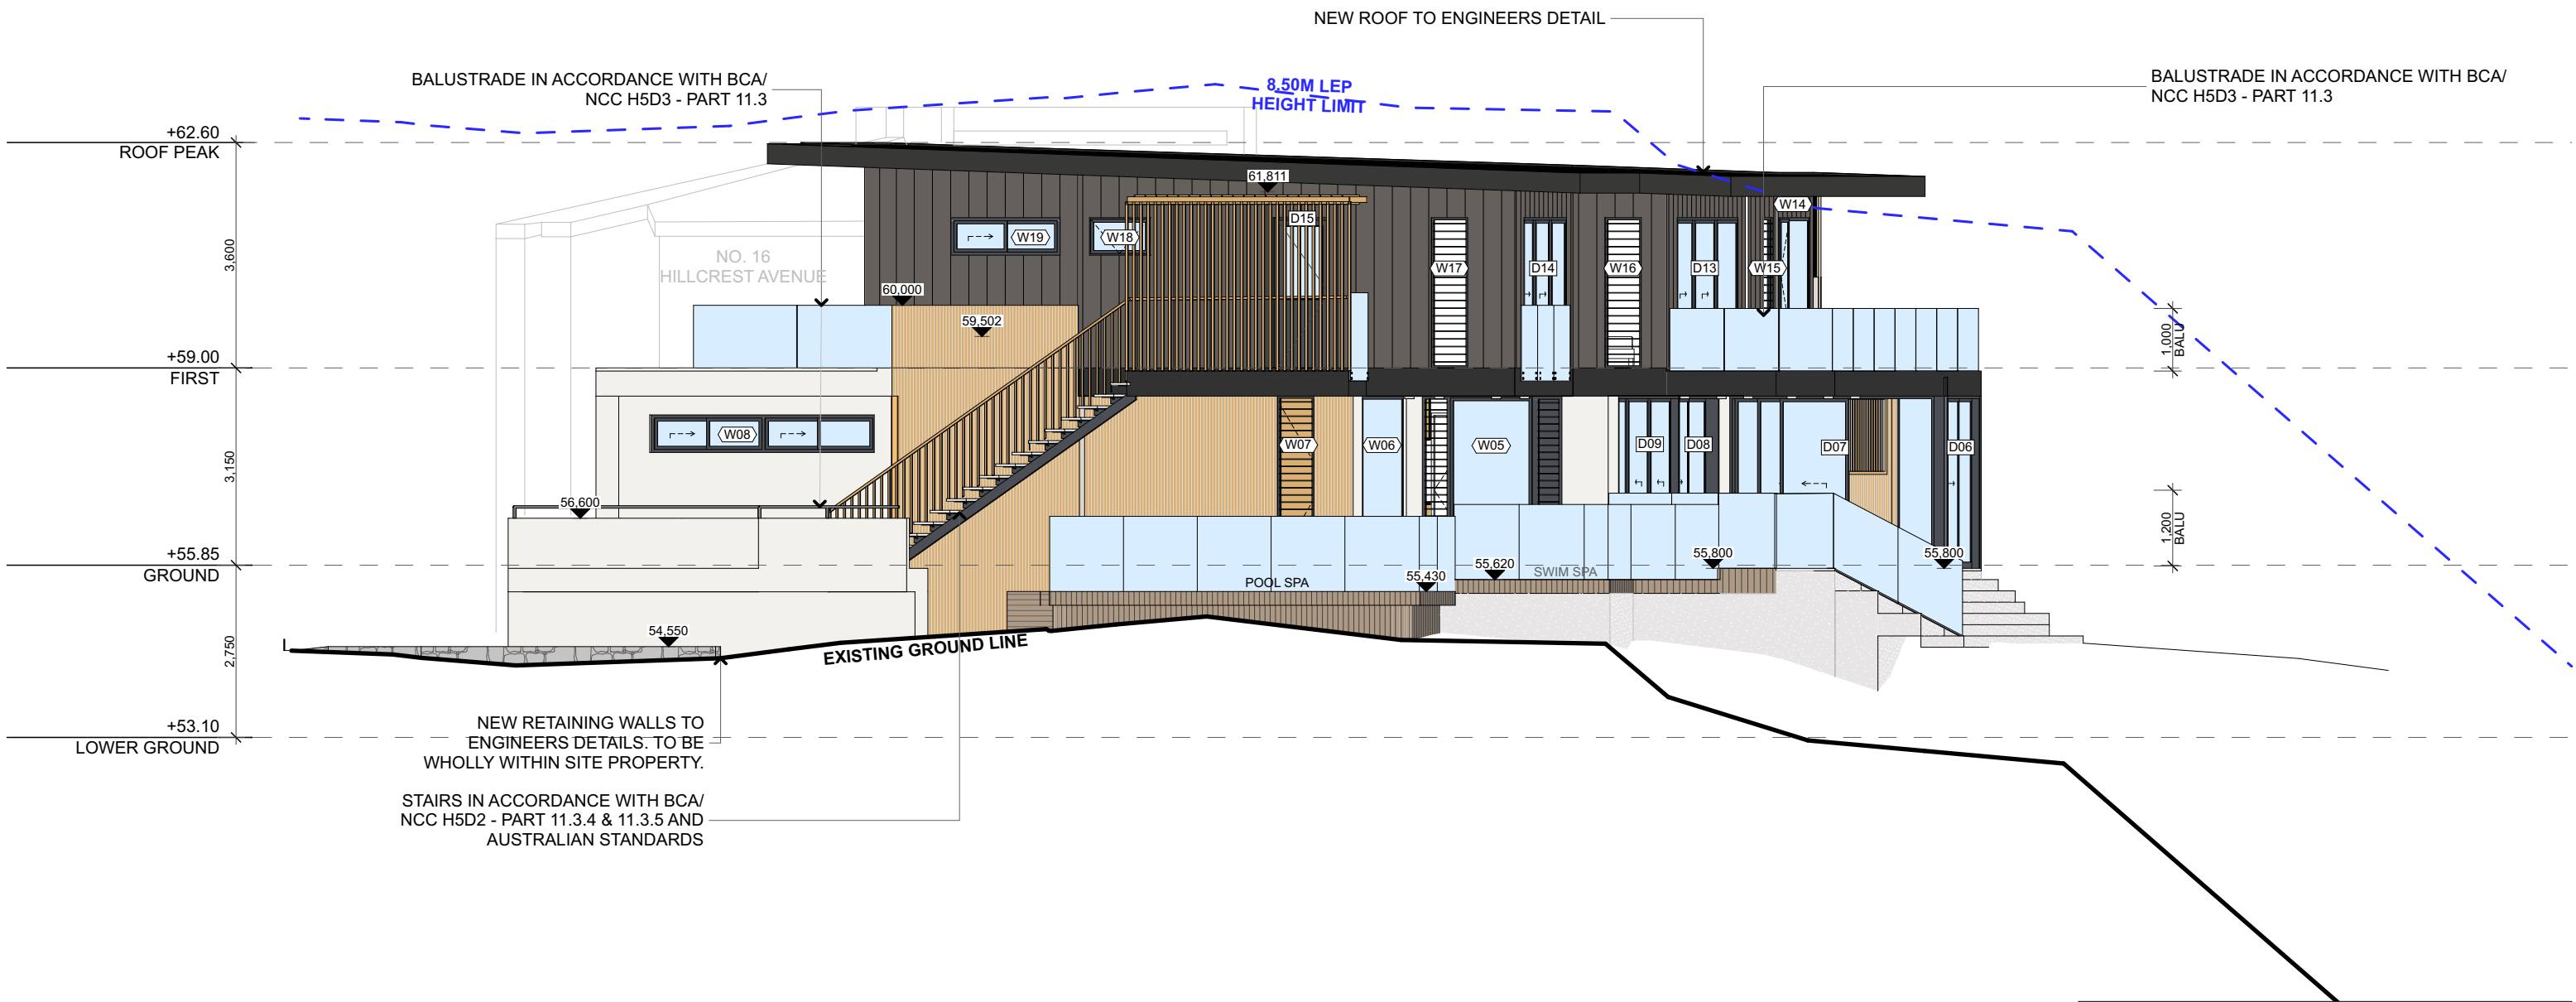 NEW ROOF TO ENGINEERS DETAIL
BALUSTRADE IN ACCORDANCE WITH BCA/
NCC H5D3 - PART 11.3
8.50M LEP
HEIGHT LIMIT
BALUSTRADE IN ACCORDANCE WITH BCA/
NCC H5D3 - PART 11.3
+62.60
ROOF PEAK
61,811
D15
W14
W19
W18
NO. 16
HILLCREST AVENUE
3,600
W17
D14
W16
D13
W15
60,000
59,502
1,000
BALU
+59.00
FIRST
W08
W07
W06
W05
D09
D08
D07
D06
3,150
56,600
1,200
BALU
+55.85
GROUND
55,800
55,800
55,620
SWIM SPA
55,430
POOL SPA
54,550
EXISTING GROUND LINE
2,750
+53.10
LOWER GROUND
NEW RETAINING WALLS TO
ENGINEERS DETAILS. TO BE
WHOLLY WITHIN SITE PROPERTY.
STAIRS IN ACCORDANCE WITH BCA/
NCC H5D2 - PART 11.3.4 & 11.3.5 AND
AUSTRALIAN STANDARDS